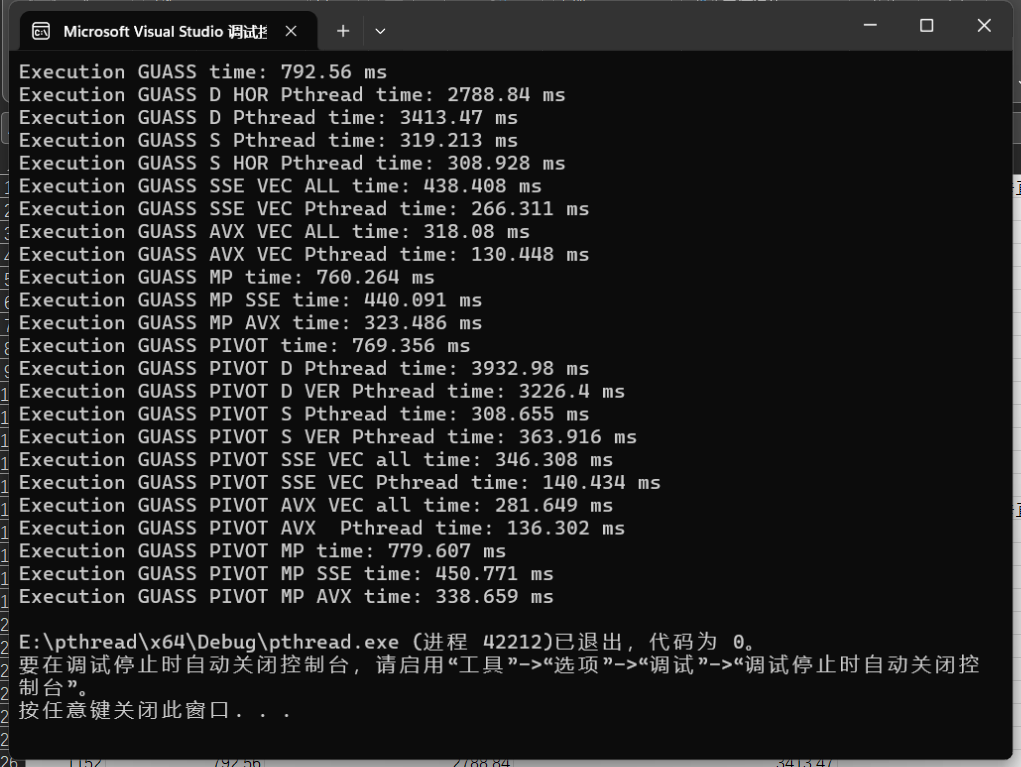 Microsoft Visual Studio 调试控
Execution GUASS time: 792.56 ms
Execution GUASS D HOR Pthread time: 2788.84 ms
Execution GUASS D Pthread time: 3413.47 ms
Execution GUASS S Pthread time: 319.213 ms
Execution GUASS S HOR Pthread time: 308.928 ms
Execution GUASS SSE VEC ALL time: 438.408 ms
Execution GUASS SSE VEC Pthread time: 266.311 ms
Execution GUASS AVX VEC ALL time: 318.08 ms
Execution GUASS AVX VEC Pthread time: 130.448 ms
Execution GUASS MP time: 760.264 ms
Execution GUASS MP SSE time: 440.091 ms
Execution GUASS MP AVX time: 323.486 ms
Execution GUASS PIVOT time: 769.356 ms
Execution GUASS PIVOT D Pthread time: 3932.98 ms
Execution GUASS PIVOT D VER Pthread time: 3226.4 ms
Execution GUASS PIVOT S Pthread time: 308.655 ms
Execution GUASS PIVOT S VER Pthread time: 363.916 ms
Execution GUASS PIVOT SSE VEC all time: 346.308 ms
Execution GUASS PIVOT SSE VEC Pthread time: 140.434 ms
Execution GUASS PIVOT AVX VEC all time: 281.649 ms
Execution GUASS PIVOT AVX  Pthread time: 136.302 ms
Execution GUASS PIVOT MP time: 779.607 ms
Execution GUASS PIVOT MP SSE time: 450.771 ms
Execution GUASS PIVOT MP AVX time: 338.659 ms
E:\pthread\x64\Debug\pthread.exe (进程 42212)已退出，代码为 0。
要在调试停止时自动关闭控制台，请启用“工具”->“选项”->“调试”->“调试停止时自动关闭控
制台”。
按任意键关闭此窗口. . .
26 1152 792.56 2788.84 3413.47